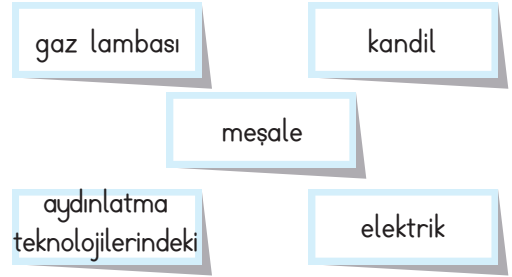 gaz lambası
kandil
meşale
aydınlatma
teknolojilerindeki
elektrik